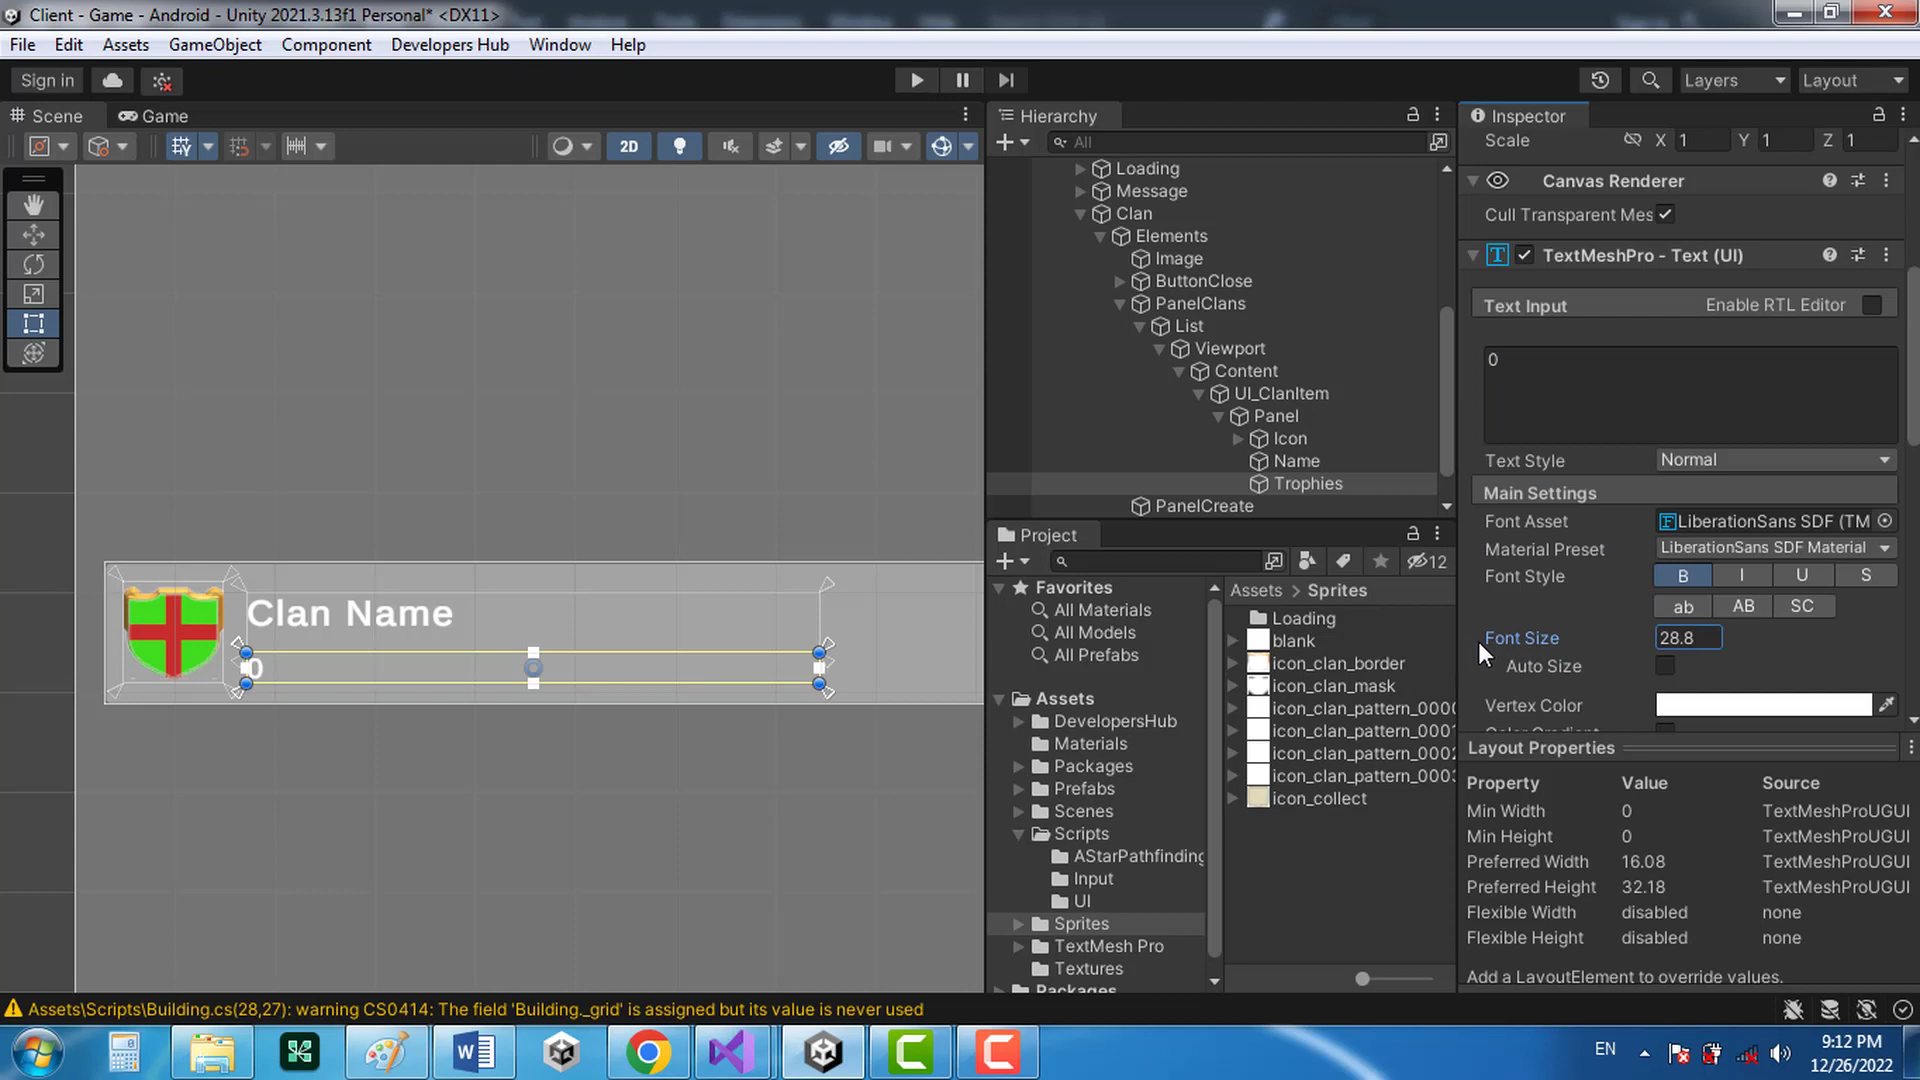 Client - Game - Android - Unity 2021.3.13f1 Personal* <DX11>
File Edit Assets GameObject Component Developers Hub Window Help
Sign in Layers Layout
Scene Game
2D
Clan Name
0
Hierarchy
All
Loading
Message
Clan
Elements
Image
ButtonClose
PanelClans
List
Viewport
Content
UI_ClanItem
Panel
Icon
Name
Trophies
PanelCreate
Project
12
Favorites
All Materials
All Models
All Prefabs
Assets
DevelopersHub
Materials
Packages
Prefabs
Scenes
Scripts
AStarPathfinding
Input
UI
Sprites
TextMesh Pro
Textures
Packages
Assets > Sprites
Loading
blank
icon_clan_border
icon_clan_mask
icon_clan_pattern_000
icon_clan_pattern_000
icon_clan_pattern_000
icon_clan_pattern_000
icon_collect
Inspector
Scale X 1 Y 1 Z 1
Canvas Renderer
Cull Transparent Mes
TextMeshPro - Text (UI)
Text Input Enable RTL Editor
0
Text Style Normal
Main Settings
Font Asset LiberationSans SDF (TM
Material Preset LiberationSans SDF Material
Font Style B I U S
ab AB SC
Font Size 28.8
Auto Size
Vertex Color
Color Gradient
Layout Properties
Property Value Source
Min Width 0 TextMeshProUGUI
Min Height 0 TextMeshProUGUI
Preferred Width 16.08 TextMeshProUGUI
Preferred Height 32.18 TextMeshProUGUI
Flexible Width disabled none
Flexible Height disabled none
Add a LayoutElement to override values.
Assets\Scripts\Building.cs(28,27): warning CS0414: The field 'Building._grid' is assigned but its value is never used
EN
9:12 PM
12/26/2022